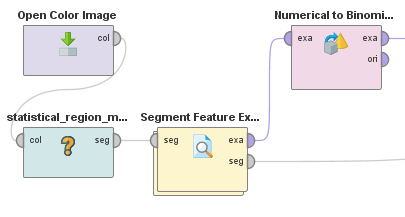 Open Color Image
col
Numerical to Binomi...
exa
exa
ori
statistical_region_m...
col
seg
Segment Feature Ex...
seg
exa
seg